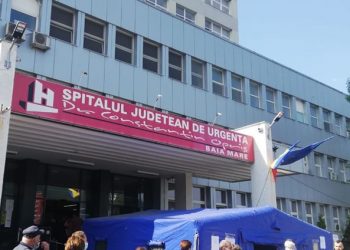 H SPITALUL JUDEȚEAN DE URGENȚĂ
Dr. Constantin Opriș
BAIA MARE